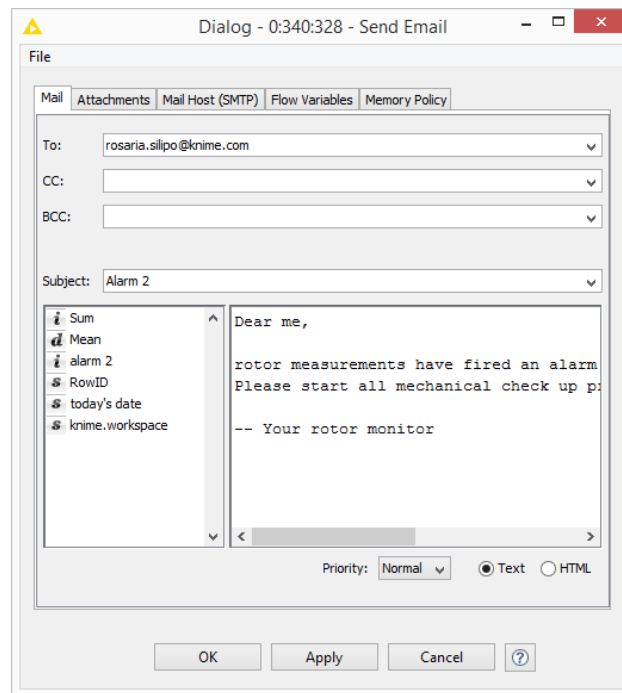 Dialog - 0:340:328 - Send Email
File
Mail Attachments Mail Host (SMTP) Flow Variables Memory Policy
To: rosaria.silipo@knime.com
CC:
BCC:
Subject: Alarm 2
i Sum
d Mean
i alarm 2
s RowID
s today's date
s knime.workspace
Dear me,
rotor measurements have fired an alarm
Please start all mechanical check up
-- Your rotor monitor
Priority: Normal Text HTML
OK Apply Cancel ?